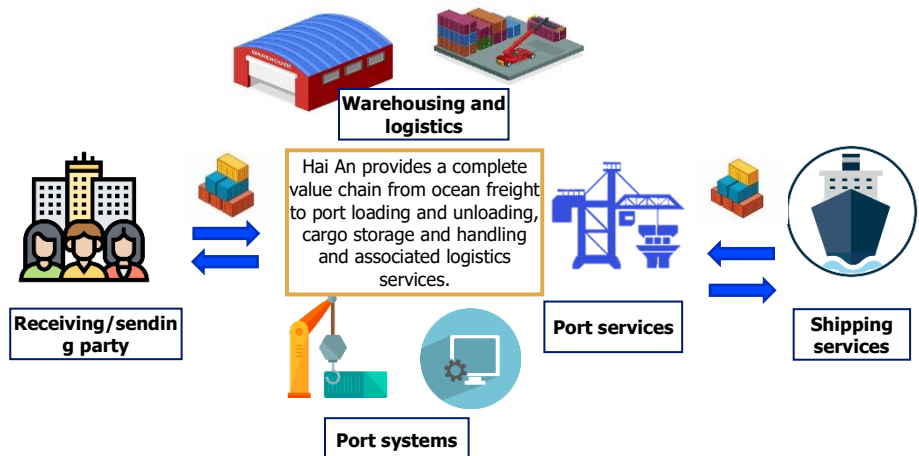 WAREHOUSE
Warehousing and
logistics
Hai An provides a complete
value chain from ocean freight
to port loading and unloading,
cargo storage and handling
and associated logistics
services.
Receiving/sendin
g party
Port services
Shipping
services
Port systems